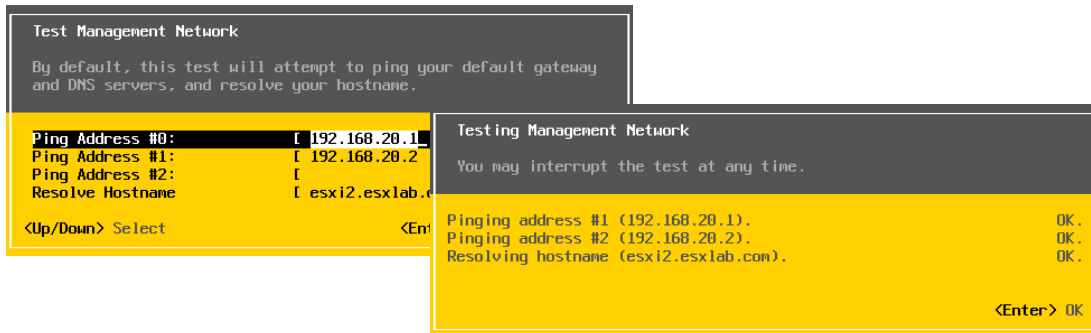 Test Management Network
By default, this test will attempt to ping your default gateway
and DNS servers, and resolve your hostname.
Ping Address #0: [ 192.168.20.1_
Ping Address #1: [ 192.168.20.2
Ping Address #2: [
Resolve Hostname [ esxi2.esxlab.
<Up/Down> Select
Testing Management Network
You may interrupt the test at any time.
Pinging address #1 (192.168.20.1). OK.
Pinging address #2 (192.168.20.2). OK.
Resolving hostname (esxi2.esxlab.com). OK.
<Enter> OK